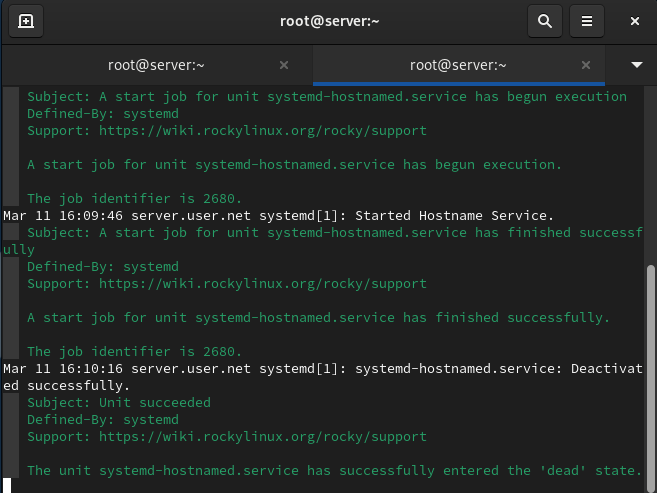 root@server:~
root@server:~
root@server:~
Subject: A start job for unit systemd-hostnamed.service has begun execution
Defined-By: systemd
Support: https://wiki.rockylinux.org/rocky/support
A start job for unit systemd-hostnamed.service has begun execution.
The job identifier is 2680.
Mar 11 16:09:46 server.user.net systemd[1]: Started Hostname Service.
Subject: A start job for unit systemd-hostnamed.service has finished successf
ully
Defined-By: systemd
Support: https://wiki.rockylinux.org/rocky/support
A start job for unit systemd-hostnamed.service has finished successfully.
The job identifier is 2680.
Mar 11 16:10:16 server.user.net systemd[1]: systemd-hostnamed.service: Deactivat
ed successfully.
Subject: Unit succeeded
Defined-By: systemd
Support: https://wiki.rockylinux.org/rocky/support
The unit systemd-hostnamed.service has successfully entered the 'dead' state.